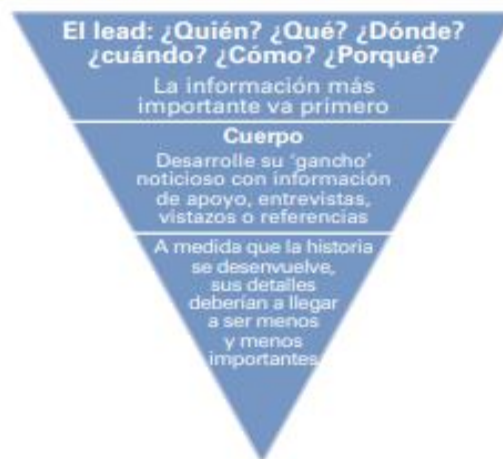 El lead: ¿Quién? ¿Qué? ¿Dónde?
¿cuándo? ¿Cómo? ¿Porqué?
La información más
importante va primero
Cuerpo
Desarrolle su ‘gancho’
noticioso con información
de apoyo, entrevistas,
vistazos o referencias
A medida que la historia
se desenvuelve,
sus detalles
deberían a llegar
a ser menos
y menos
importantes